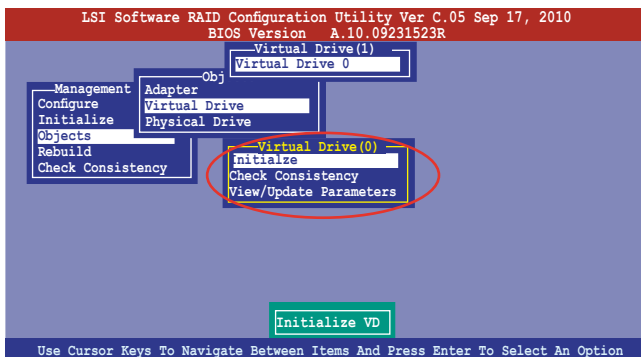 LSI Software RAID Configuration Utility Ver C.05 Sep 17, 2010
BIOS Version A.10.09231523R
Virtual Drive(1)
Virtual Drive 0
Obj
Adapter
Virtual Drive
Physical Drive
Management
Configure
Initialize
Objects
Rebuild
Check Consistency
Virtual Drive(0)
nitialze
Check Consistency
View/Update Parameters
Initialize VD
Use Cursor Keys To Navigate Between Items And Press Enter To Select An Option